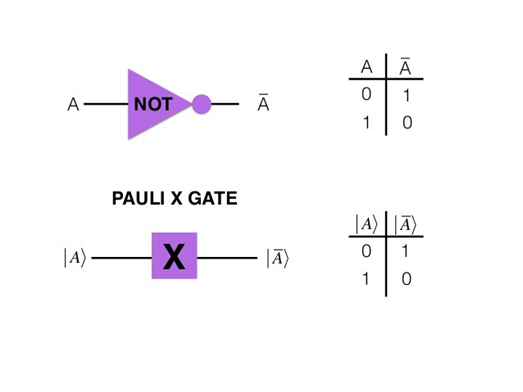 A NOT Ā
A Ā
0 1
1 0
PAULI X GATE
|A⟩ X |Ā⟩
|A⟩ |Ā⟩
0 1
1 0